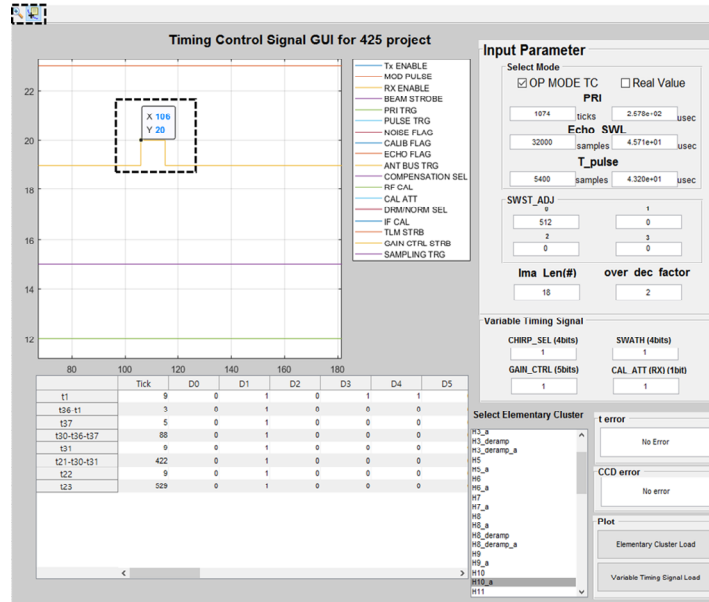 Timing Control Signal GUI for 425 project
22
20
18
16
14
12
80
100
120
140
160
180
X 106
Y 20
Tx ENABLE
MOD PULSE
RX ENABLE
BEAM STROBE
PRI TRG
PULSE TRG
NOISE FLAG
CALIB FLAG
ECHO FLAG
ANT BUS TRG
COMPENSATION SEL
RF CAL
CAL ATT
DRM/NORM SEL
IF CAL
TLM STRB
GAIN CTRL STRB
SAMPLING TRG
Tick D0 D1 D2 D3 D4 D5
t1 9 0 1 0 1 1
t36-t1 3 0 1 0 0 0
t37 5 0 1 0 0 0
t30-t36-t37 88 0 1 0 0 0
t31 9 0 1 0 0 0
t21-t30-t31 422 0 1 0 0 0
t22 9 0 1 0 0 0
t23 529 0 1 0 0 0
Input Parameter
Select Mode
OP MODE TC Real Value
PRI
1074 ticks 2.578e+02 usec
Echo SWL
32000 samples 4.571e+01 usec
T_pulse
5400 samples 4.320e+01 usec
SWST_ADJ
0 1
512 0
2 3
0 0
Ima Len(#) over dec factor
18 2
Variable Timing Signal
CHIRP_SEL (4bits) SWATH (4bits)
1 1
GAIN_CTRL (5bits) CAL_ATT (RX) (1bit)
1 1
Select Elementary Cluster
H3_a
H3_deramp
H3_deramp_a
H5
H5_a
H6
H6_a
H7
H7_a
H8
H8_a
H8_deramp
H8_deramp_a
H9
H9_a
H10
H10_a
H11
t error
No Error
CCD error
No error
Plot
Elementary Cluster Load
Variable Timing Signal Load